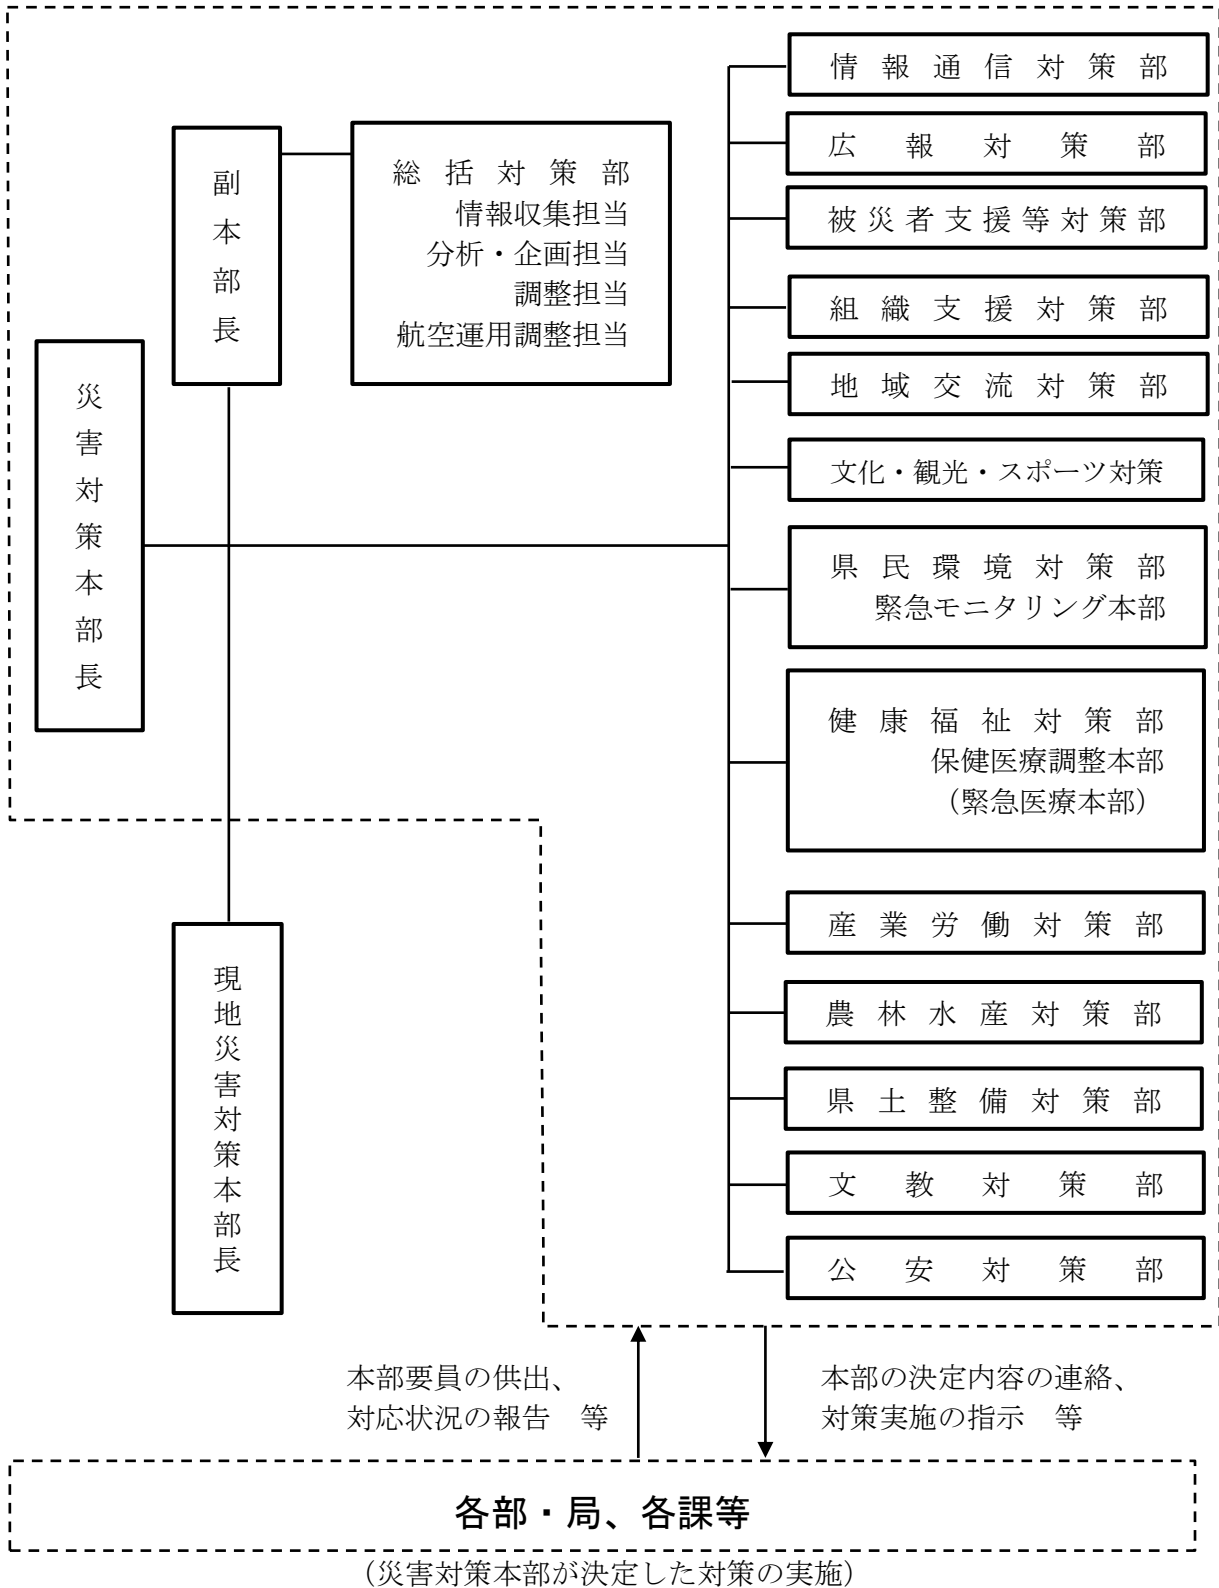 災害対策本部長
副本部長
総括対策部
情報収集担当
分析・企画担当
調整担当
航空運用調整担当
現地災害対策本部長
情報通信対策部
広報対策部
被災者支援等対策部
組織支援対策部
地域交流対策部
文化・観光・スポーツ対策
県民環境対策部
緊急モニタリング本部
健康福祉対策部
保健医療調整本部
（緊急医療本部）
産業労働対策部
農林水産対策部
県土整備対策部
文教対策部
公安対策部
本部要員の供出、
対応状況の報告　等
本部の決定内容の連絡、
対策実施の指示　等
各部・局、各課等
（災害対策本部が決定した対策の実施）